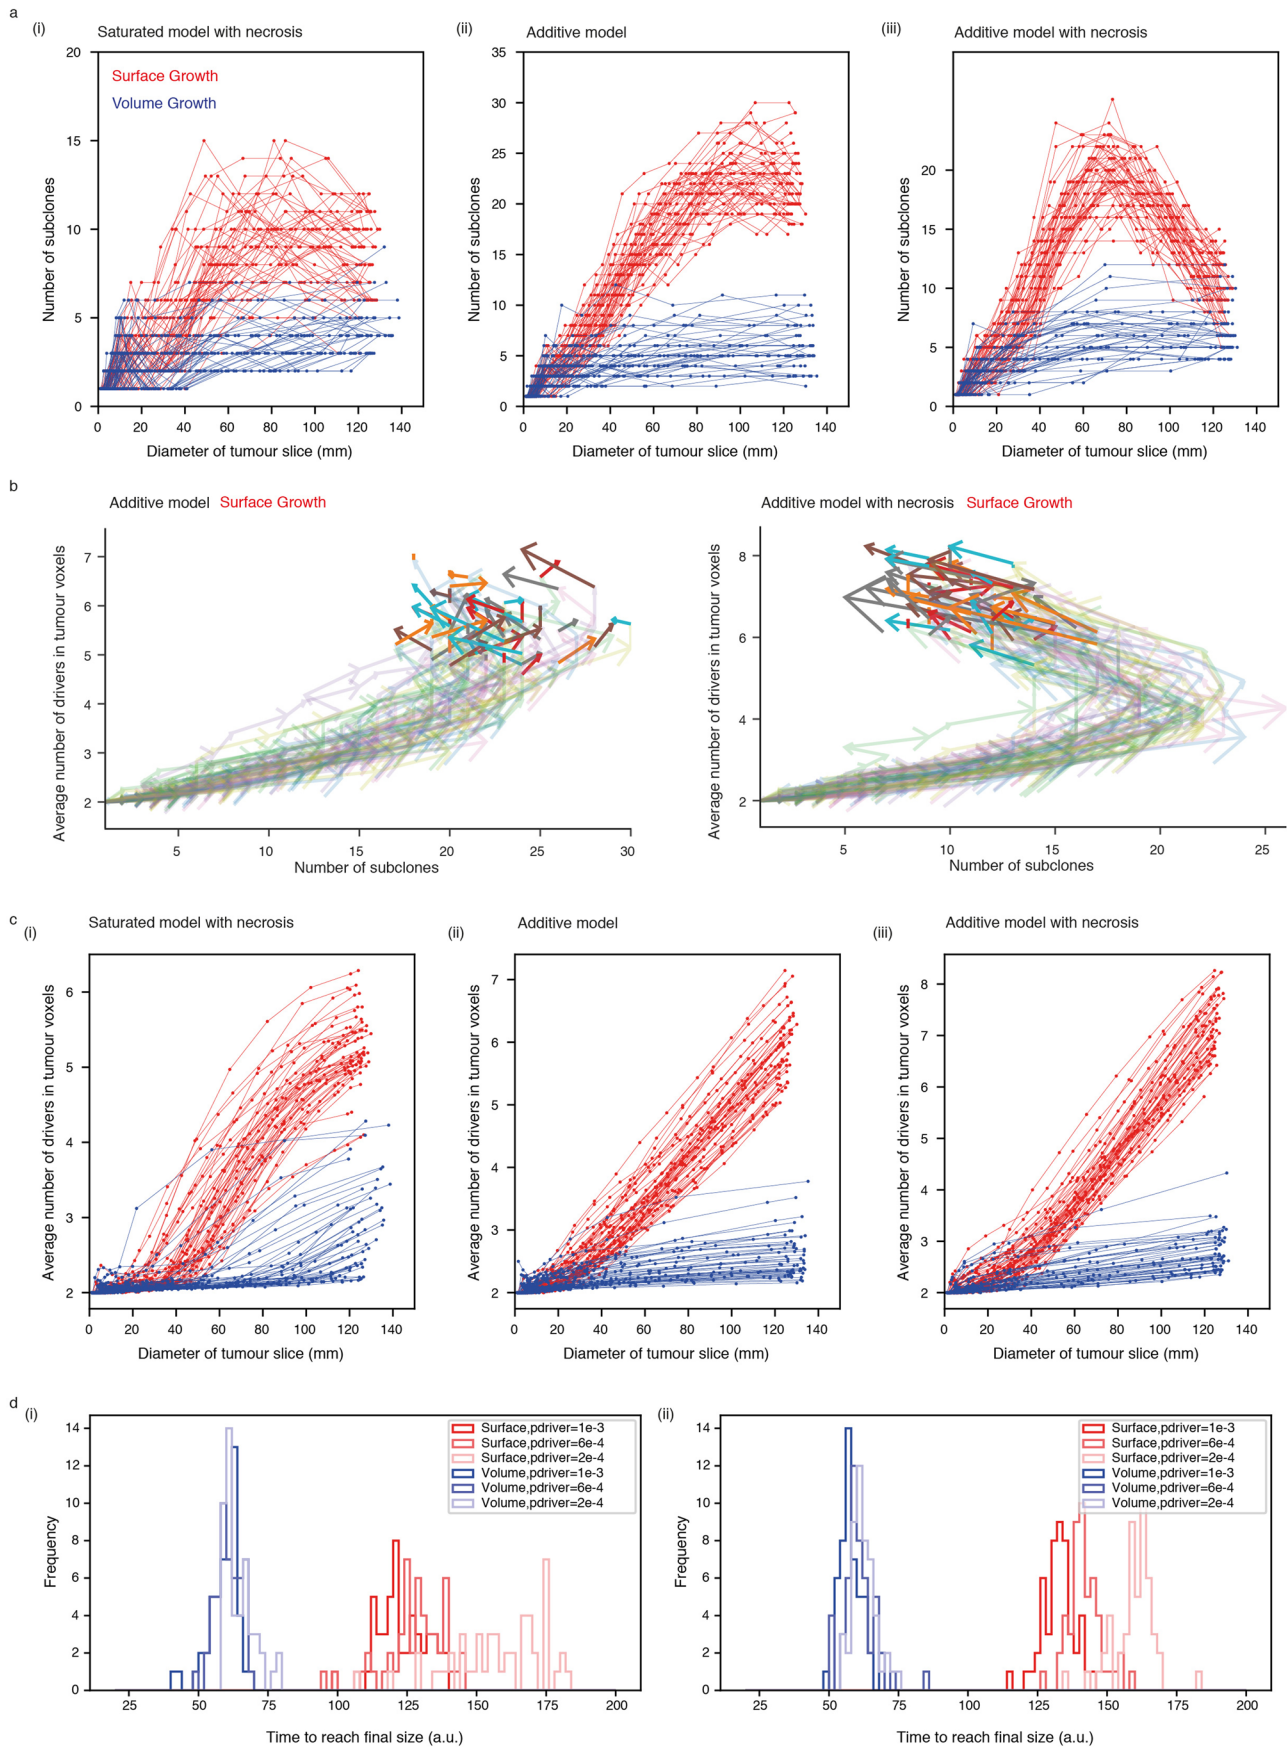 a
(i) Saturated model with necrosis
(ii) Additive model
(iii) Additive model with necrosis
Surface Growth
Volume Growth
20
15
10
5
0
Number of subclones
0 20 40 60 80 100 120 140
Diameter of tumour slice (mm)
35
30
25
20
15
10
5
0
Number of subclones
0 20 40 60 80 100 120 140
Diameter of tumour slice (mm)
20
15
10
5
0
Number of subclones
0 20 40 60 80 100 120 140
Diameter of tumour slice (mm)
b
Additive model Surface Growth
7
6
5
4
3
2
Average number of drivers in tumour voxels
5 10 15 20 25 30
Number of subclones
Additive model with necrosis Surface Growth
8
6
4
2
Average number of drivers in tumour voxels
5 10 15 20 25
Number of subclones
c
(i) Saturated model with necrosis
(ii) Additive model
(iii) Additive model with necrosis
6
5
4
3
2
Average number of drivers in tumour voxels
0 20 40 60 80 100 120 140
Diameter of tumour slice (mm)
7
6
5
4
3
2
Average number of drivers in tumour voxels
0 20 40 60 80 100 120 140
Diameter of tumour slice (mm)
8
7
6
5
4
3
2
Average number of drivers in tumour voxels
0 20 40 60 80 100 120 140
Diameter of tumour slice (mm)
d
(i)
14
12
10
8
6
4
2
0
Frequency
Surface,pdriver=1e-3
Surface,pdriver=6e-4
Surface,pdriver=2e-4
Volume,pdriver=1e-3
Volume,pdriver=6e-4
Volume,pdriver=2e-4
25 50 75 100 125 150 175 200
Time to reach final size (a.u.)
(ii)
14
12
10
8
6
4
2
0
Frequency
Surface,pdriver=1e-3
Surface,pdriver=6e-4
Surface,pdriver=2e-4
Volume,pdriver=1e-3
Volume,pdriver=6e-4
Volume,pdriver=2e-4
25 50 75 100 125 150 175 200
Time to reach final size (a.u.)